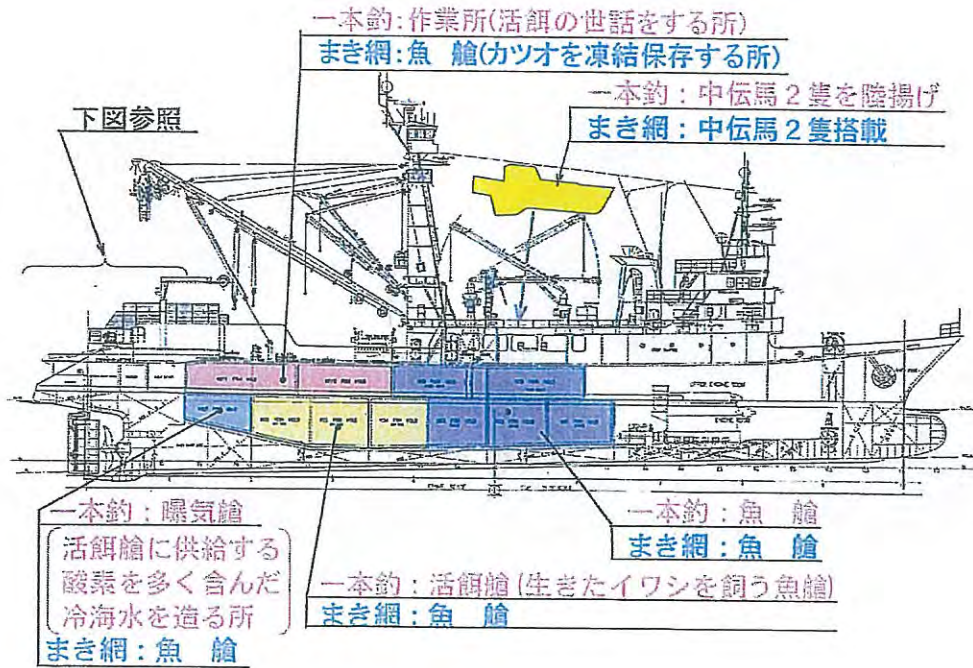 一本釣:作業所(活餌の世話をする所)
まき網:魚 艙(カツオを凍結保存する所)
一本釣:中伝馬2隻を陸揚げ
まき網:中伝馬2隻搭載
下図参照
一本釣:曝気艙
活餌艙に供給する
酸素を多く含んだ
冷海水を造る所
まき網:魚 艙
一本釣:魚 艙
まき網:魚 艙
一本釣:活餌艙(生きたイワシを飼う魚艙)
まき網:魚 艙